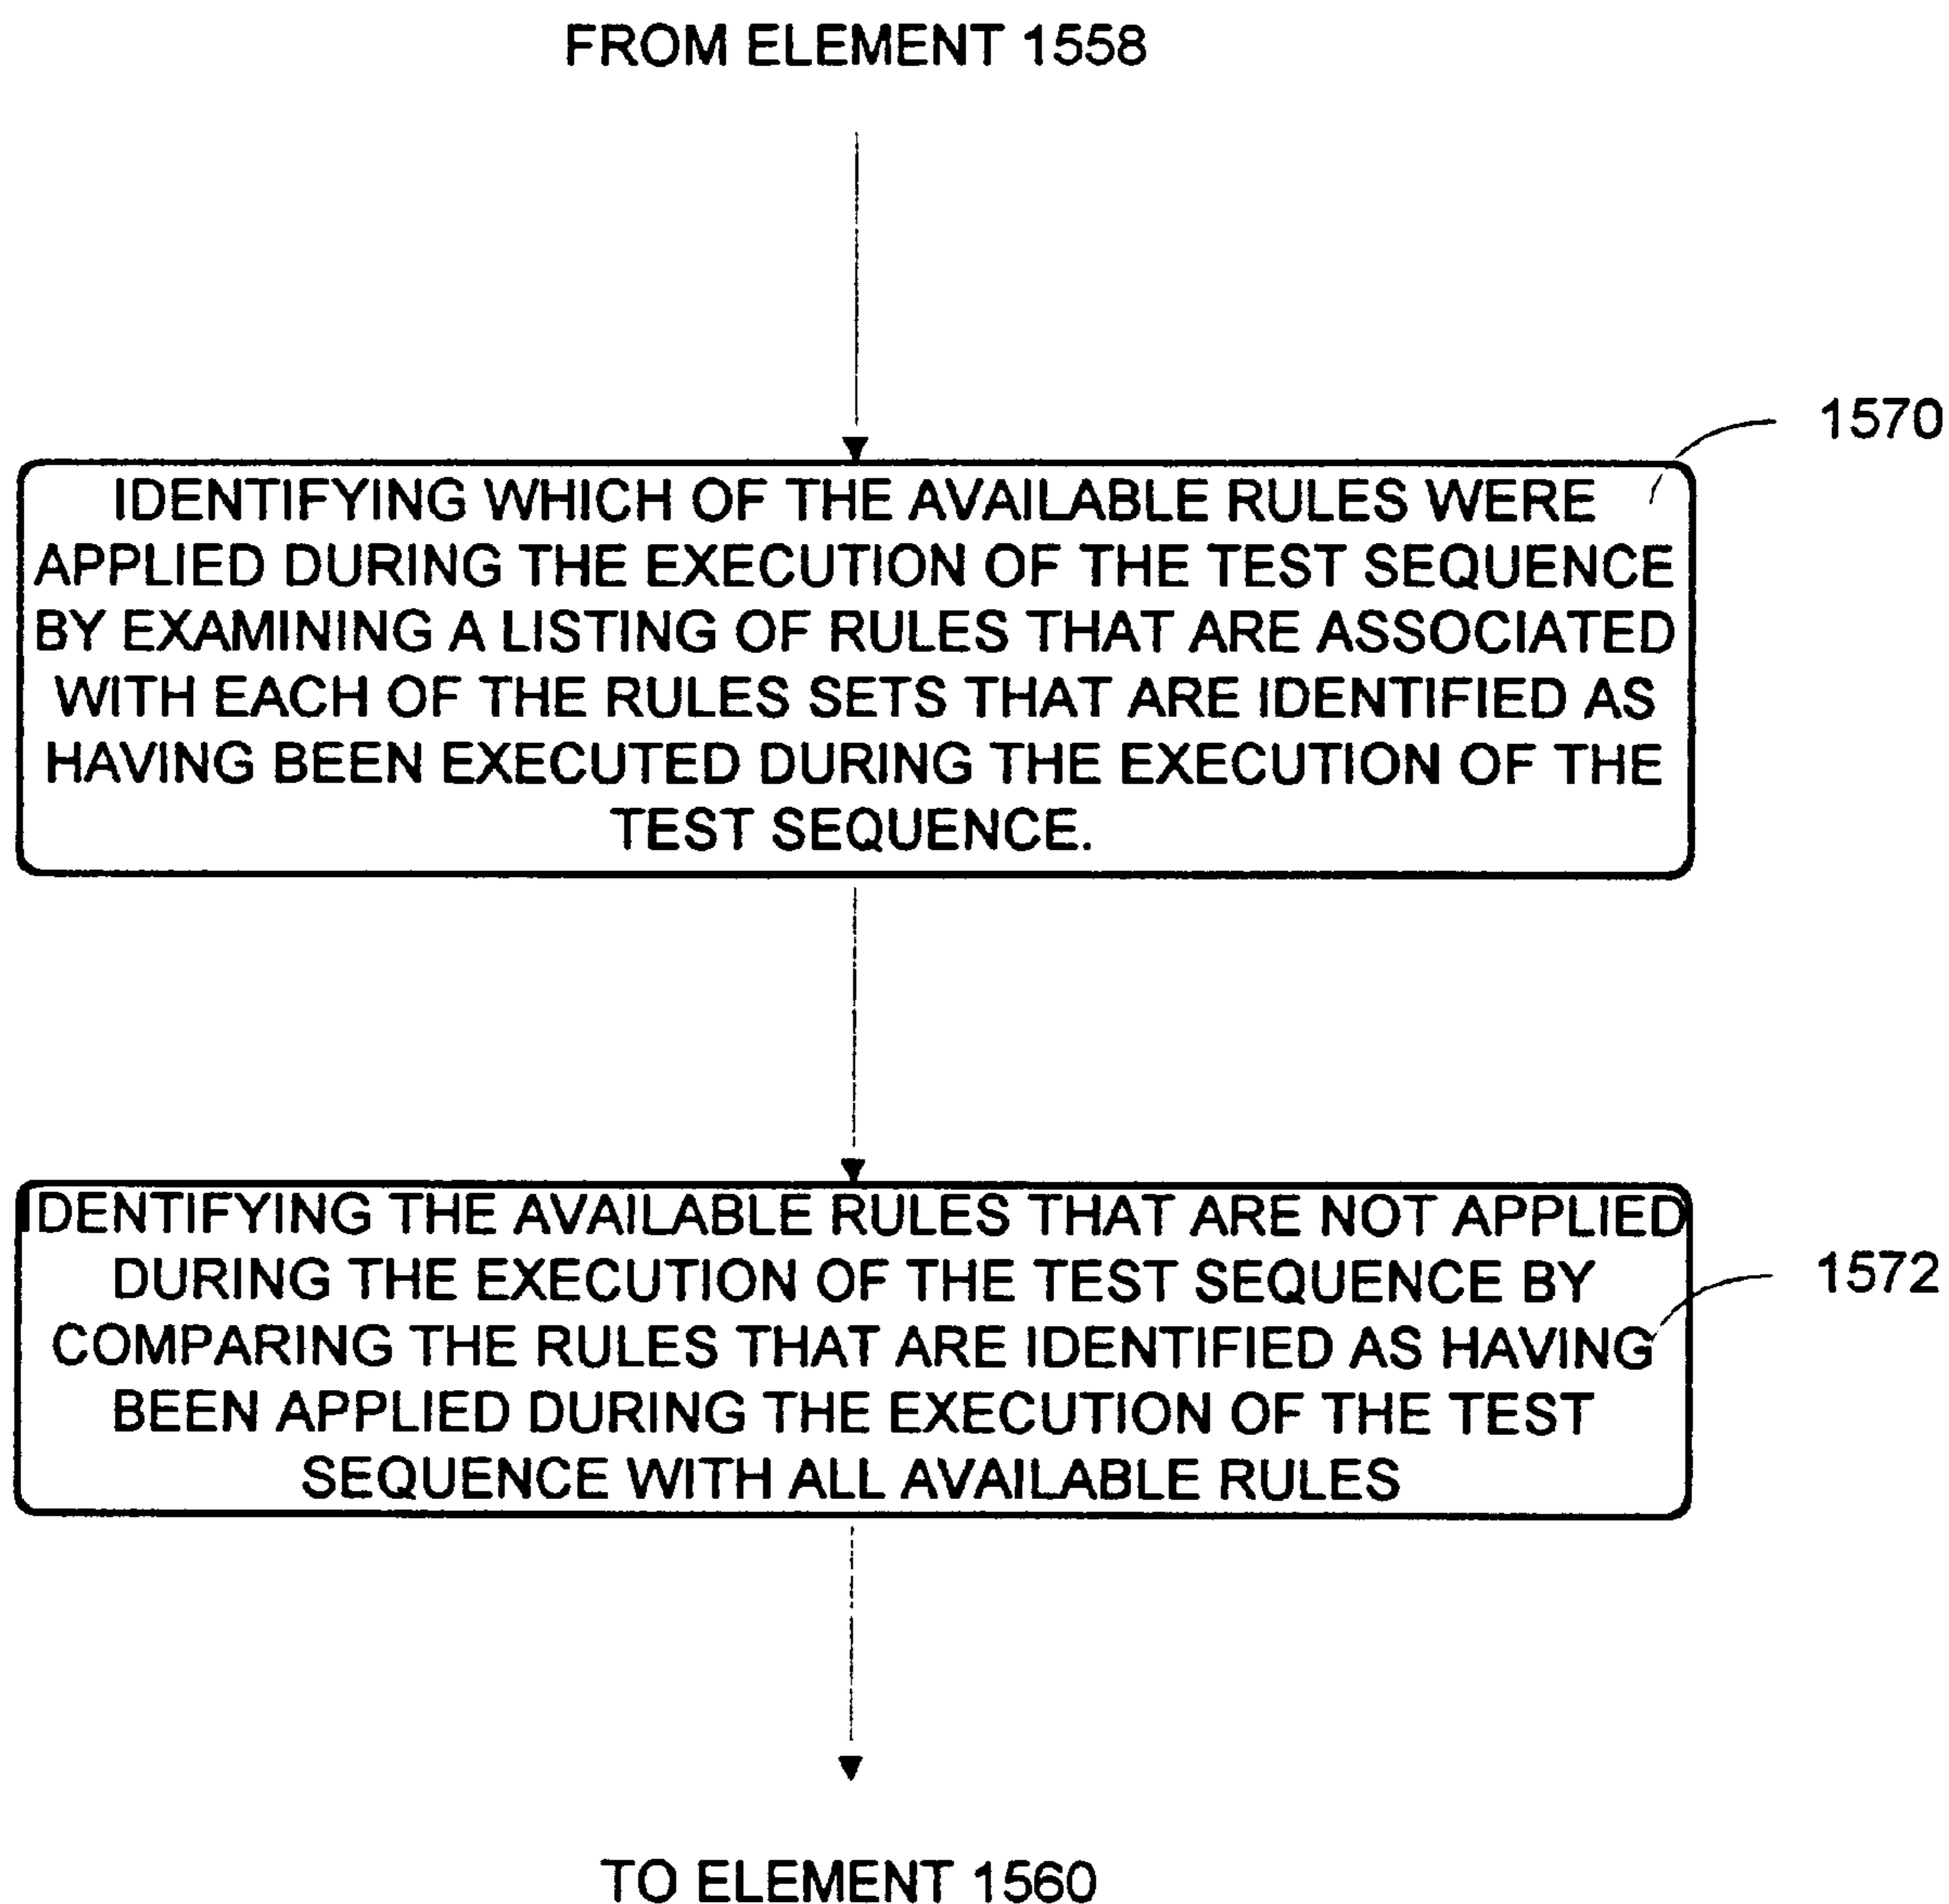 FROM ELEMENT 1558
1570
IDENTIFYING WHICH OF THE AVAILABLE RULES WERE
APPLIED DURING THE EXECUTION OF THE TEST SEQUENCE
BY EXAMINING A LISTING OF RULES THAT ARE ASSOCIATED
WITH EACH OF THE RULES SETS THAT ARE IDENTIFIED AS
HAVING BEEN EXECUTED DURING THE EXECUTION OF THE
TEST SEQUENCE.
IDENTIFYING THE AVAILABLE RULES THAT ARE NOT APPLIED
DURING THE EXECUTION OF THE TEST SEQUENCE BY
1572
COMPARING THE RULES THAT ARE IDENTIFIED AS HAVING
BEEN APPLIED DURING THE EXECUTION OF THE TEST
SEQUENCE WITH ALL AVAILABLE RULES
TO ELEMENT 1560